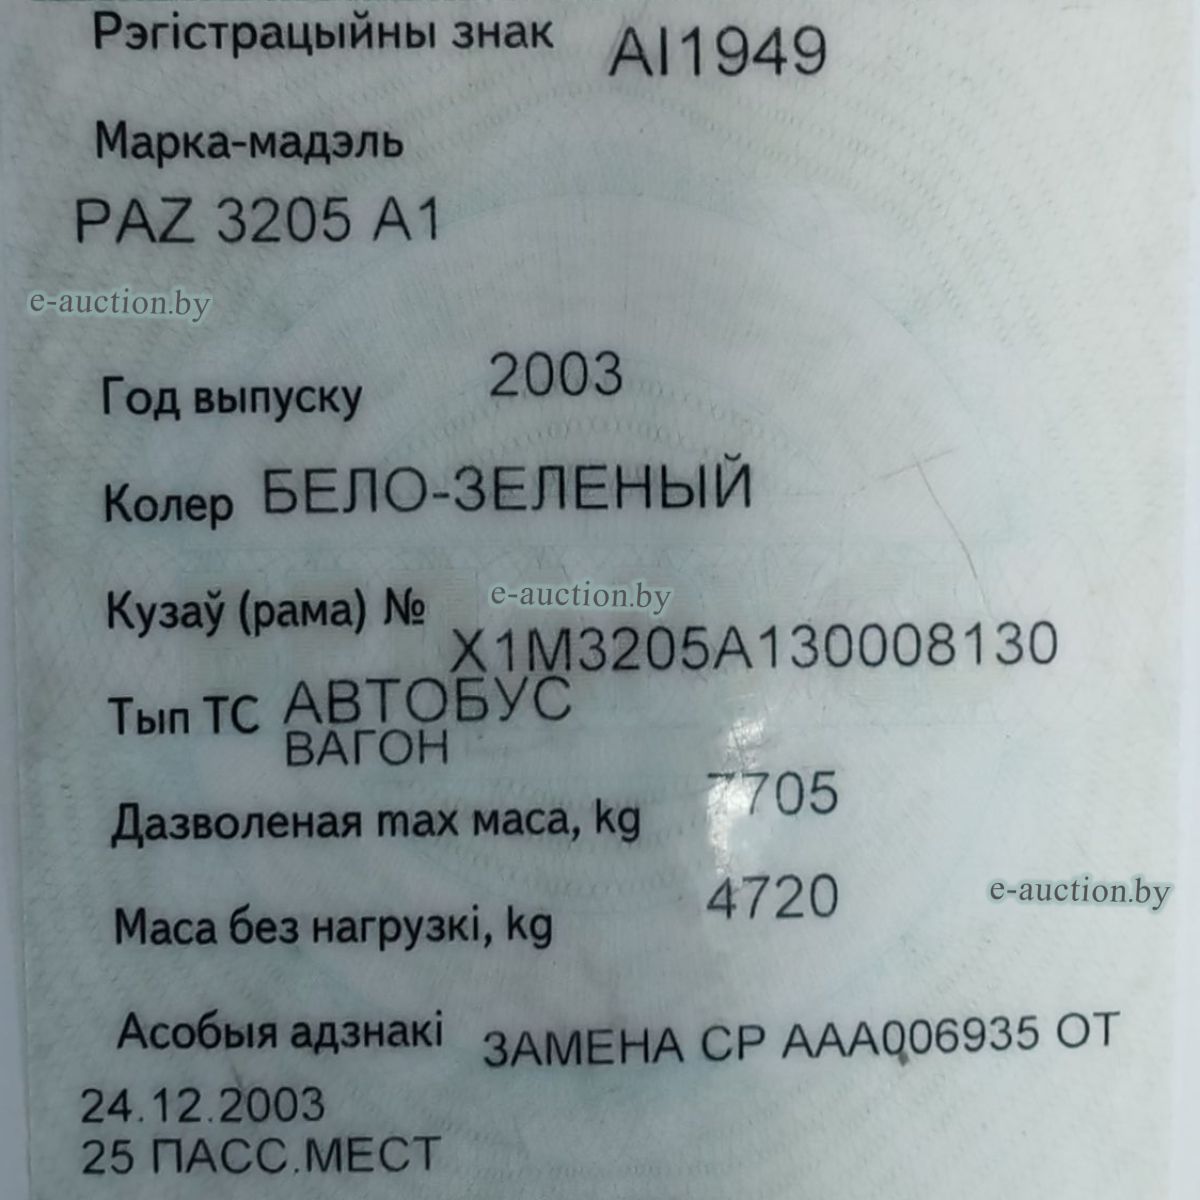 Рэгістрацыйны знак AI1949
Марка-мадэль
PAZ 3205 A1
e-auction.by
Год выпуску 2003
Колер БЕЛО-ЗЕЛЕНЫЙ
e-auction.by
Кузаў (рама) № X1M3205A130008130
Тып ТС АВТОБУС
ВАГОН
Дазволеная max маса, kg 7705
e-auction.by
Маса без нагрузкі, kg 4720
Асобыя адзнакі ЗАМЕНА СР ААА006935 ОТ
24.12.2003
25 ПАСС.МЕСТ